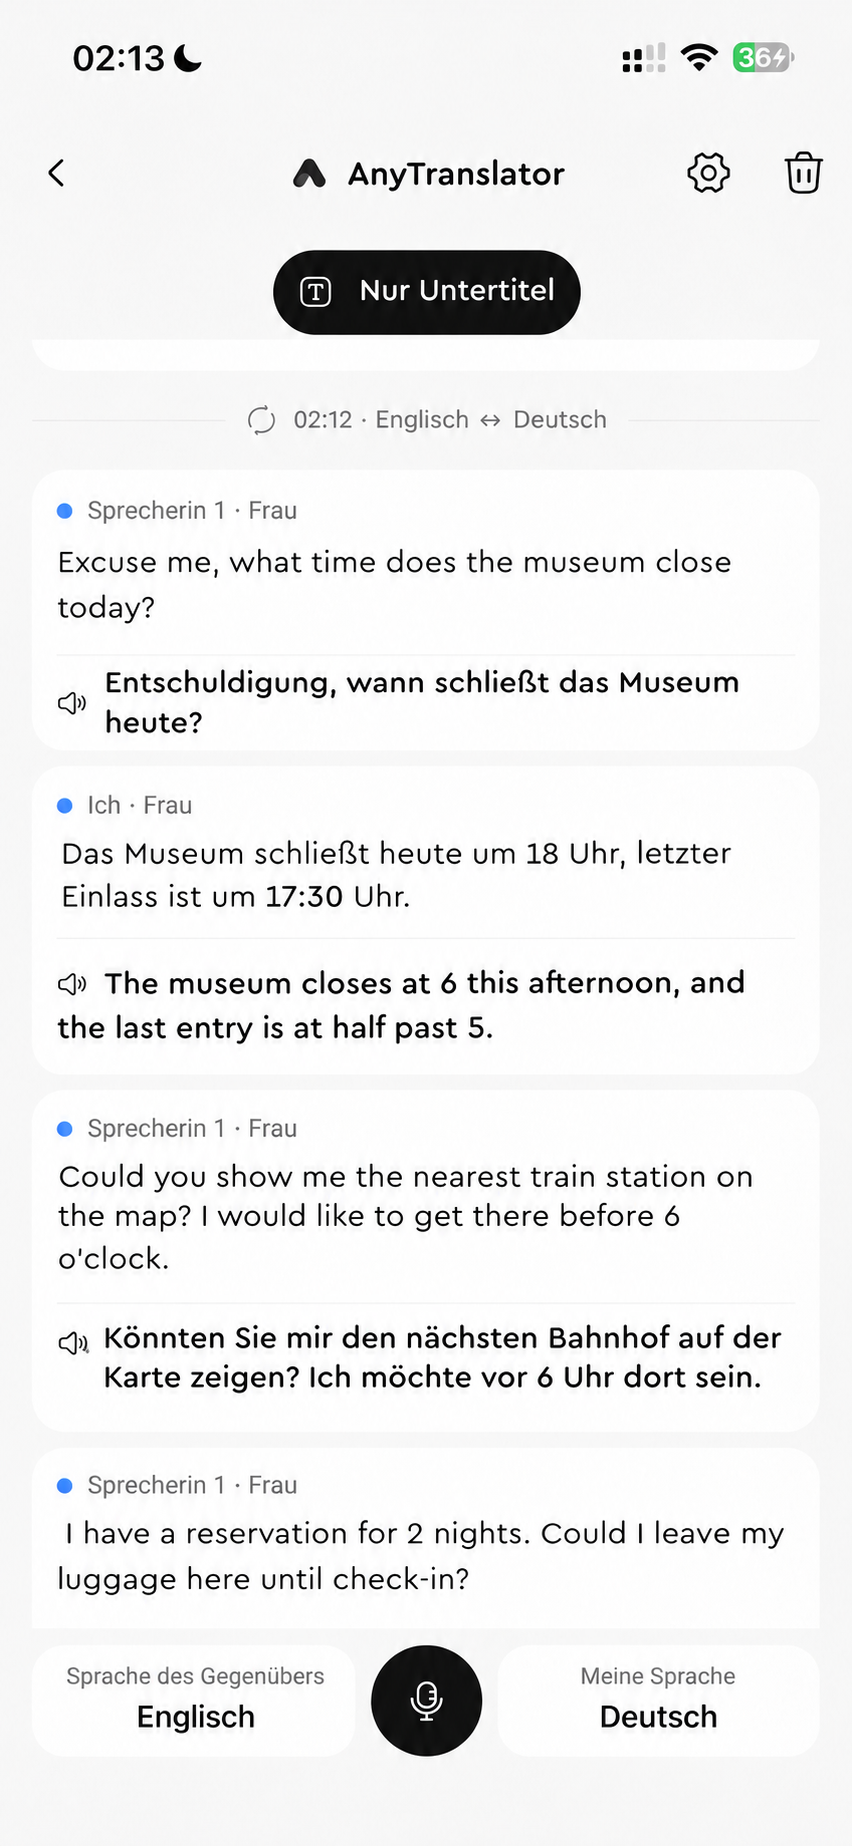 02:13
36
AnyTranslator
Nur Untertitel
02:12 · Englisch ↔ Deutsch
Sprecherin 1 · Frau
Excuse me, what time does the museum close
today?
Entschuldigung, wann schließt das Museum
heute?
Ich · Frau
Das Museum schließt heute um 18 Uhr, letzter
Einlass ist um 17:30 Uhr.
The museum closes at 6 this afternoon, and
the last entry is at half past 5.
Sprecherin 1 · Frau
Could you show me the nearest train station on
the map? I would like to get there before 6
o'clock.
Könnten Sie mir den nächsten Bahnhof auf der
Karte zeigen? Ich möchte vor 6 Uhr dort sein.
Sprecherin 1 · Frau
I have a reservation for 2 nights. Could I leave my
luggage here until check-in?
Sprache des Gegenübers
Englisch
Meine Sprache
Deutsch